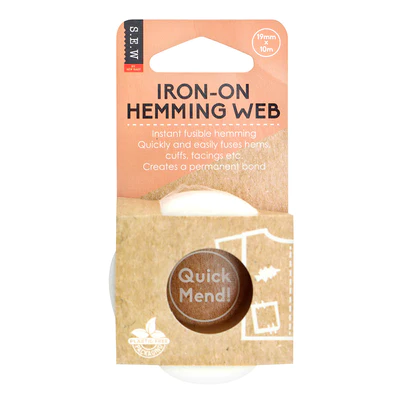 S.E.W
19mm
x
10m
IRON-ON
HEMMING WEB
Instant fusible hemming
Quickly and easily fuses hems,
cuffs, facings etc.
Creates a permanent bond
Quick
Mend!
PACKAGING